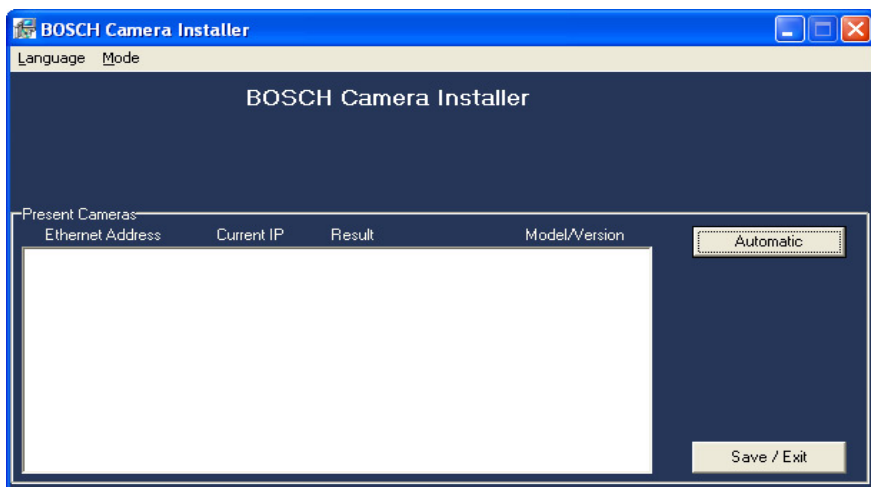 BOSCH Camera Installer
Language Mode
BOSCH Camera Installer
Present Cameras
Ethernet Address Current IP Result Model/Version
Automatic
Save / Exit